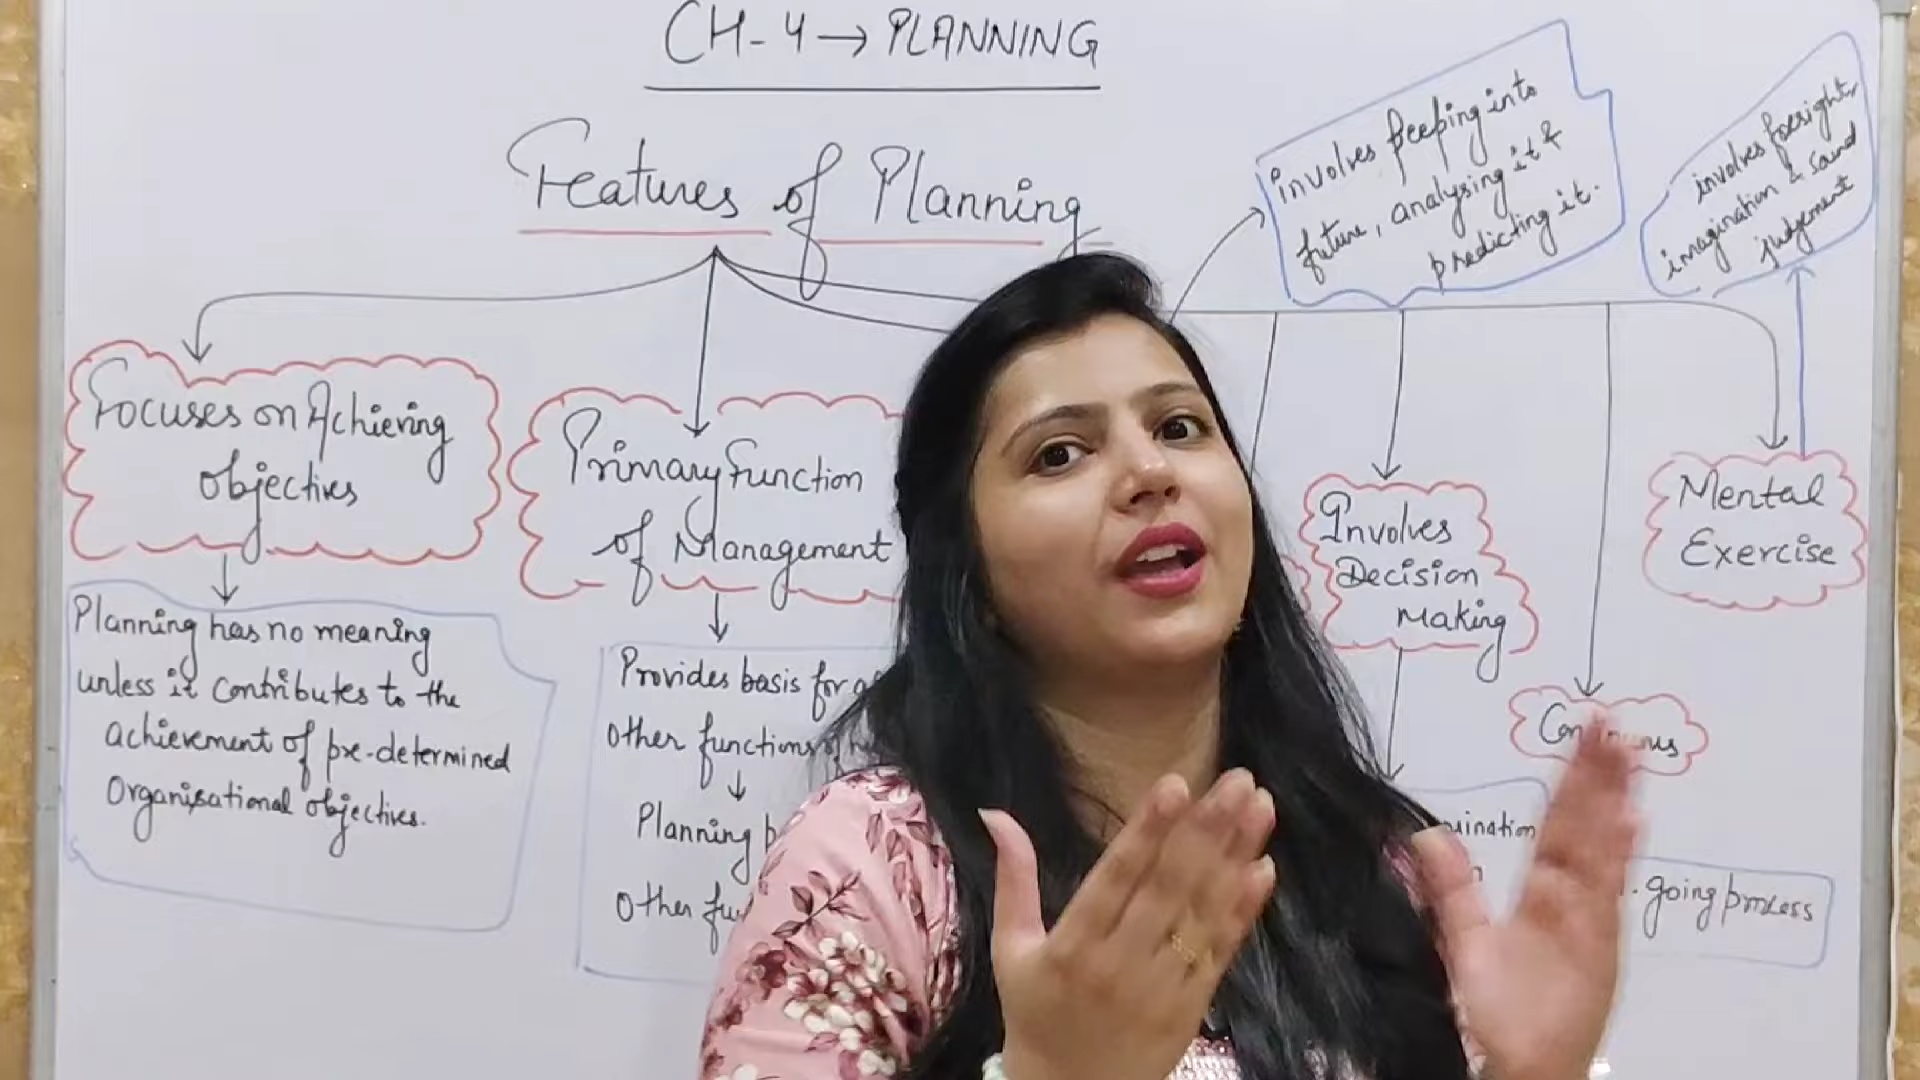 CH-4 → PLANNING
Features of Planning
involves peeping into
future, analysing it &
predicting it.
involves foresight,
imagination & sound
judgement
Focuses on Achieving
objectives
Planning has no meaning
unless it contributes to the
achievement of pre-determined
Organisational objectives.
Primary Function
of Management
Provides basis for
other functions
Planning
Other
Involves
Decision
Making
Mental
Exercise
going process